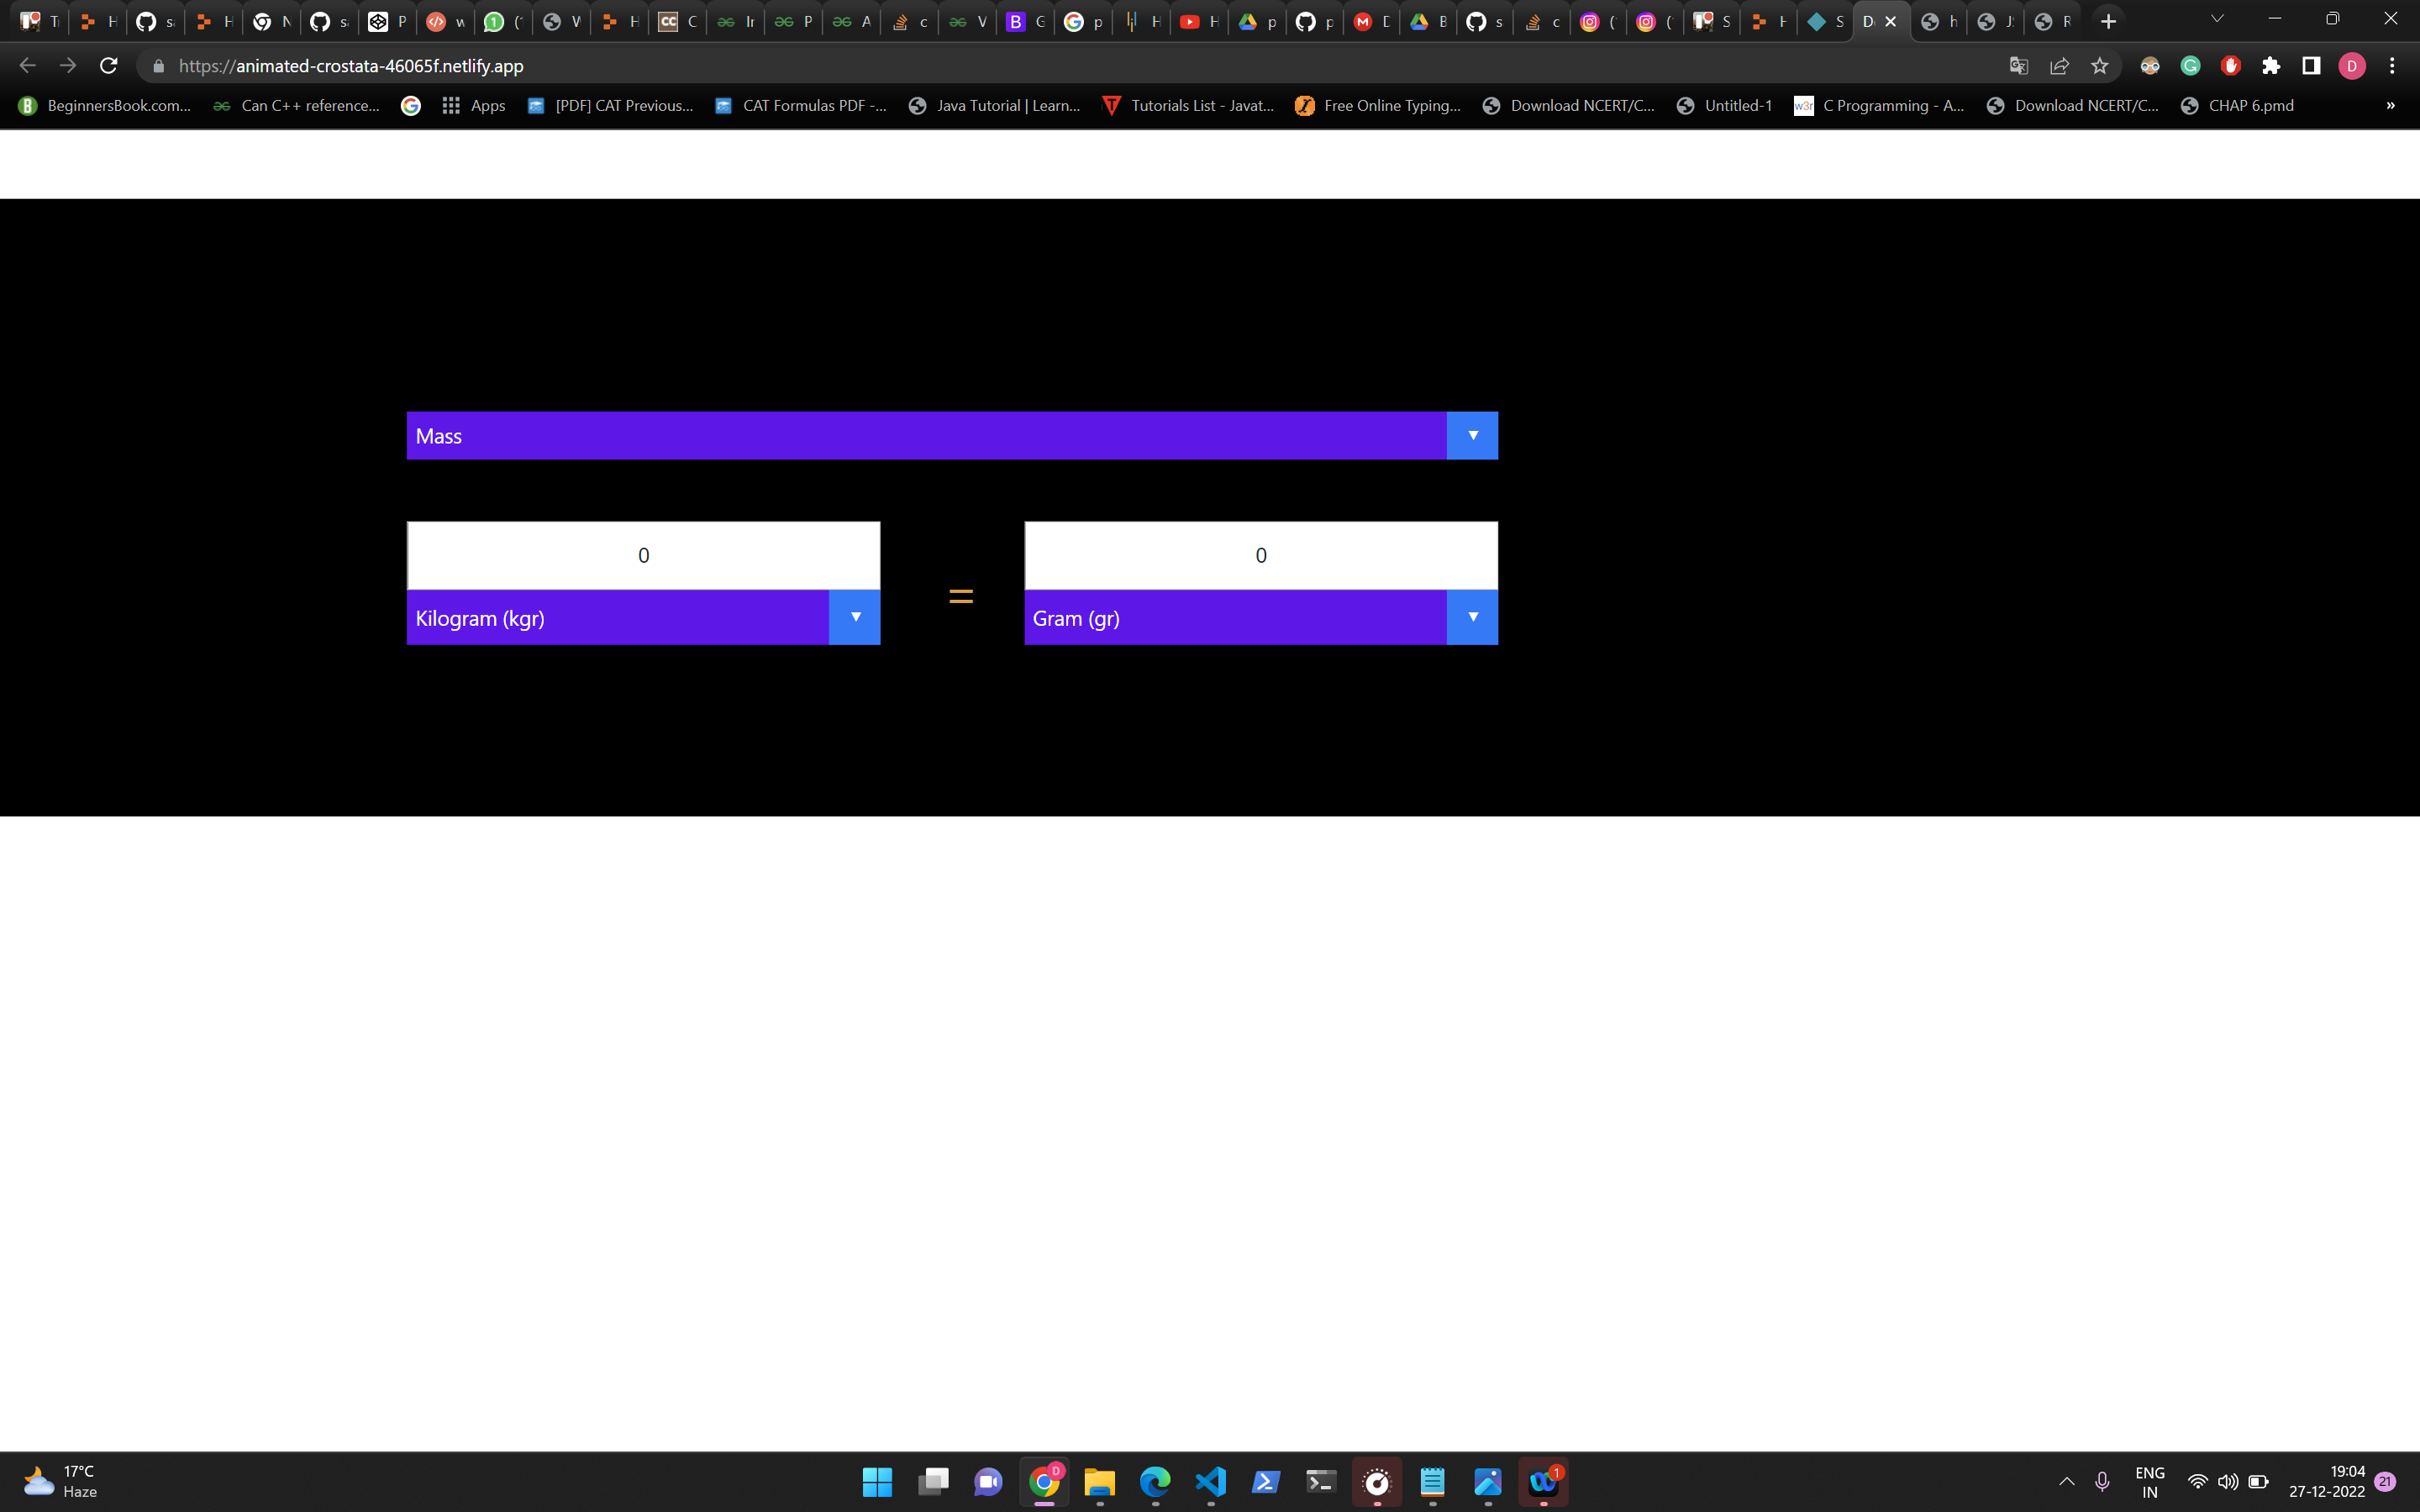 https://animated-crostata-46065f.netlify.app
BeginnersBook.com... Can C++ reference... Apps [PDF] CAT Previous... CAT Formulas PDF -... Java Tutorial | Learn... Tutorials List - Javat... Free Online Typing... Download NCERT/C... Untitled-1 C Programming - A... Download NCERT/C... CHAP 6.pmd »
Mass
0 0
=
Kilogram (kgr) Gram (gr)
17°C
Haze
ENG
IN
19:04
27-12-2022
21